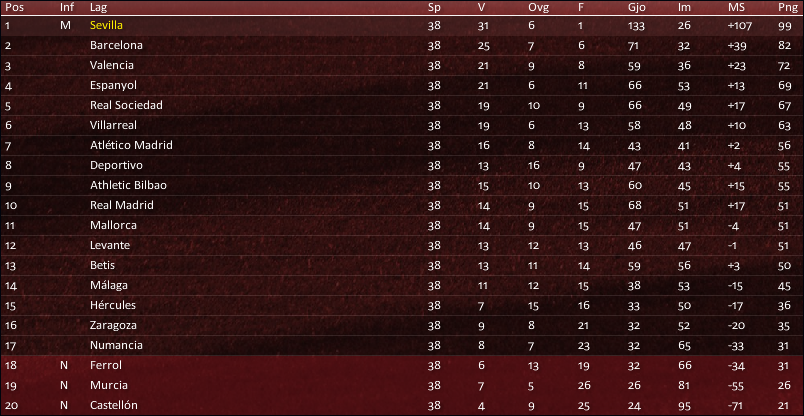 Pos Inf Lag Sp V Ovg F Gjo Im MS Png
1 M Sevilla 38 31 6 1 133 26 +107 99
2 Barcelona 38 25 7 6 71 32 +39 82
3 Valencia 38 21 9 8 59 36 +23 72
4 Espanyol 38 21 6 11 66 53 +13 69
5 Real Sociedad 38 19 10 9 66 49 +17 67
6 Villarreal 38 19 6 13 58 48 +10 63
7 Atlético Madrid 38 16 8 14 43 41 +2 56
8 Deportivo 38 13 16 9 47 43 +4 55
9 Athletic Bilbao 38 15 10 13 60 45 +15 55
10 Real Madrid 38 14 9 15 68 51 +17 51
11 Mallorca 38 14 9 15 47 51 -4 51
12 Levante 38 13 12 13 46 47 -1 51
13 Betis 38 13 11 14 59 56 +3 50
14 Málaga 38 11 12 15 38 53 -15 45
15 Hércules 38 7 15 16 33 50 -17 36
16 Zaragoza 38 9 8 21 32 52 -20 35
17 Numancia 38 8 7 23 32 65 -33 31
18 N Ferrol 38 6 13 19 32 66 -34 31
19 N Murcia 38 7 5 26 26 81 -55 26
20 N Castellón 38 4 9 25 24 95 -71 21